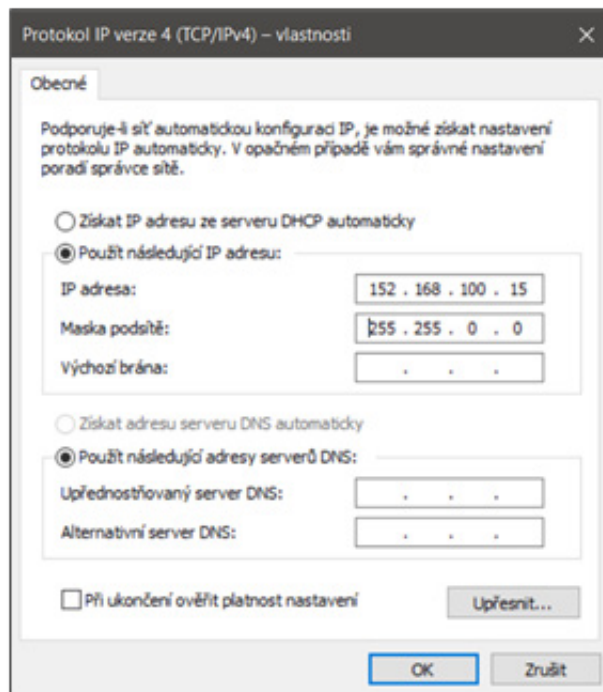 Protokol IP verze 4 (TCP/IPv4) – vlastnosti
Obecné
Podporuje-li síť automatickou konfiguraci IP, je možné získat nastavení
protokolu IP automaticky. V opačném případě vám správné nastavení
poradí správce sítě.
Získat IP adresu ze serveru DHCP automaticky
Použít následující IP adresu:
IP adresa: 152 . 168 . 100 . 15
Maska podsítě: 255 . 255 . 0 . 0
Výchozí brána: . . .
Získat adresu serveru DNS automaticky
Použít následující adresy serverů DNS:
Upřednostňovaný server DNS: . . .
Alternativní server DNS: . . .
Při ukončení ověřit platnost nastavení
Upřesnit...
OK Zrušit